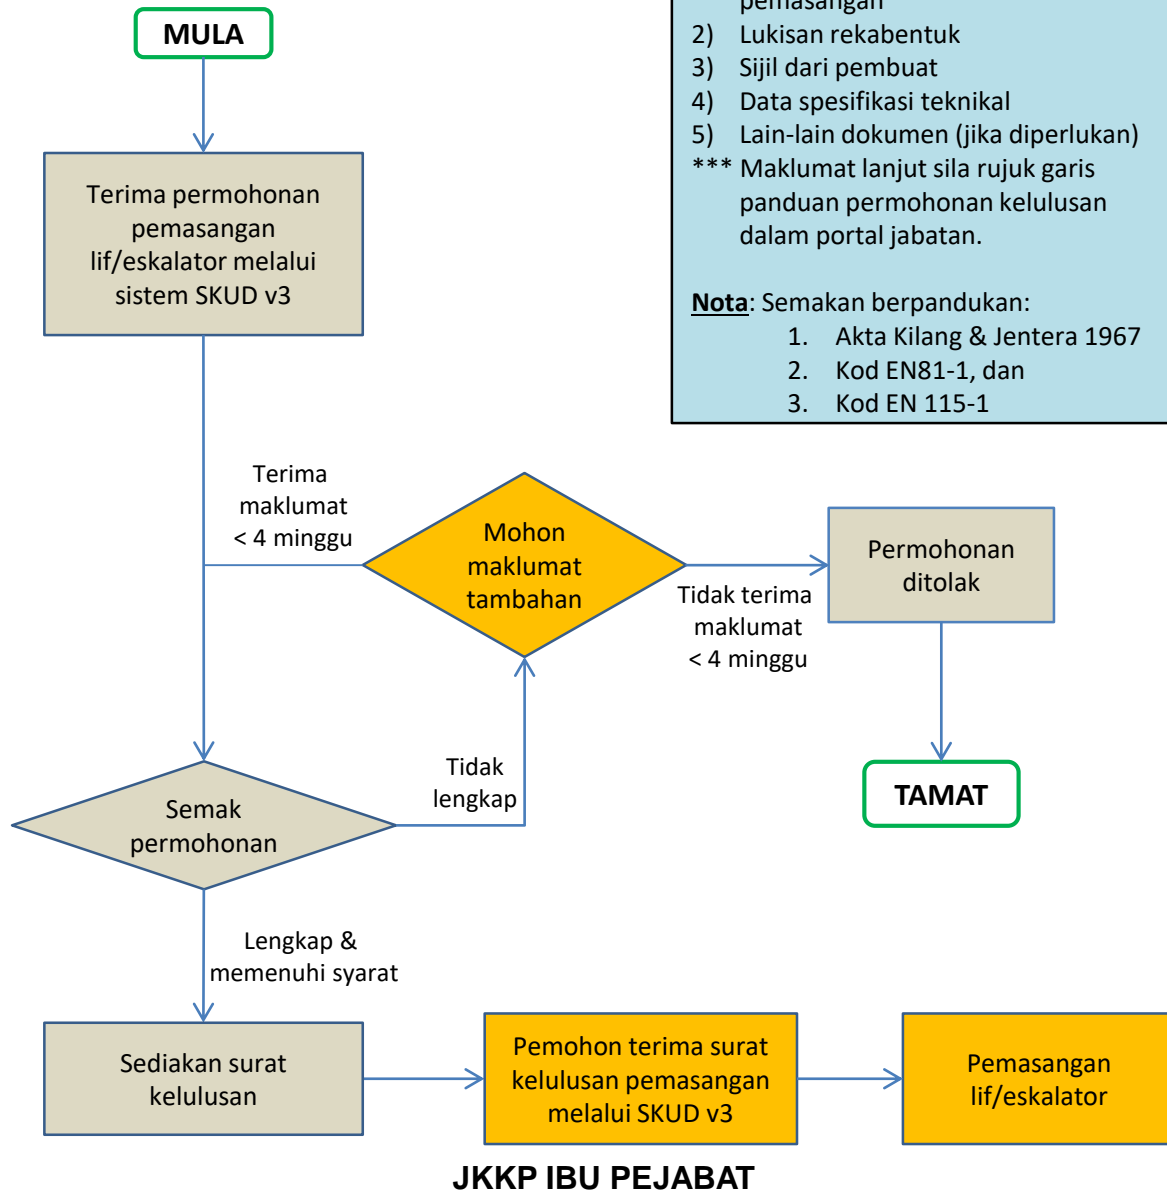 MULA
pemasangan
2) Lukisan rekabentuk
3) Sijil dari pembuat
4) Data spesifikasi teknikal
5) Lain-lain dokumen (jika diperlukan)
*** Maklumat lanjut sila rujuk garis
panduan permohonan kelulusan
dalam portal jabatan.
Nota: Semakan berpandukan:
1. Akta Kilang & Jentera 1967
2. Kod EN81-1, dan
3. Kod EN 115-1
Terima permohonan
pemasangan
lif/eskalator melalui
sistem SKUD v3
Terima
maklumat
< 4 minggu
Mohon
maklumat
tambahan
Tidak terima
maklumat
< 4 minggu
Permohonan
ditolak
TAMAT
Tidak
lengkap
Semak
permohonan
Lengkap &
memenuhi syarat
Sediakan surat
kelulusan
Pemohon terima surat
kelulusan pemasangan
melalui SKUD v3
Pemasangan
lif/eskalator
JKKP IBU PEJABAT